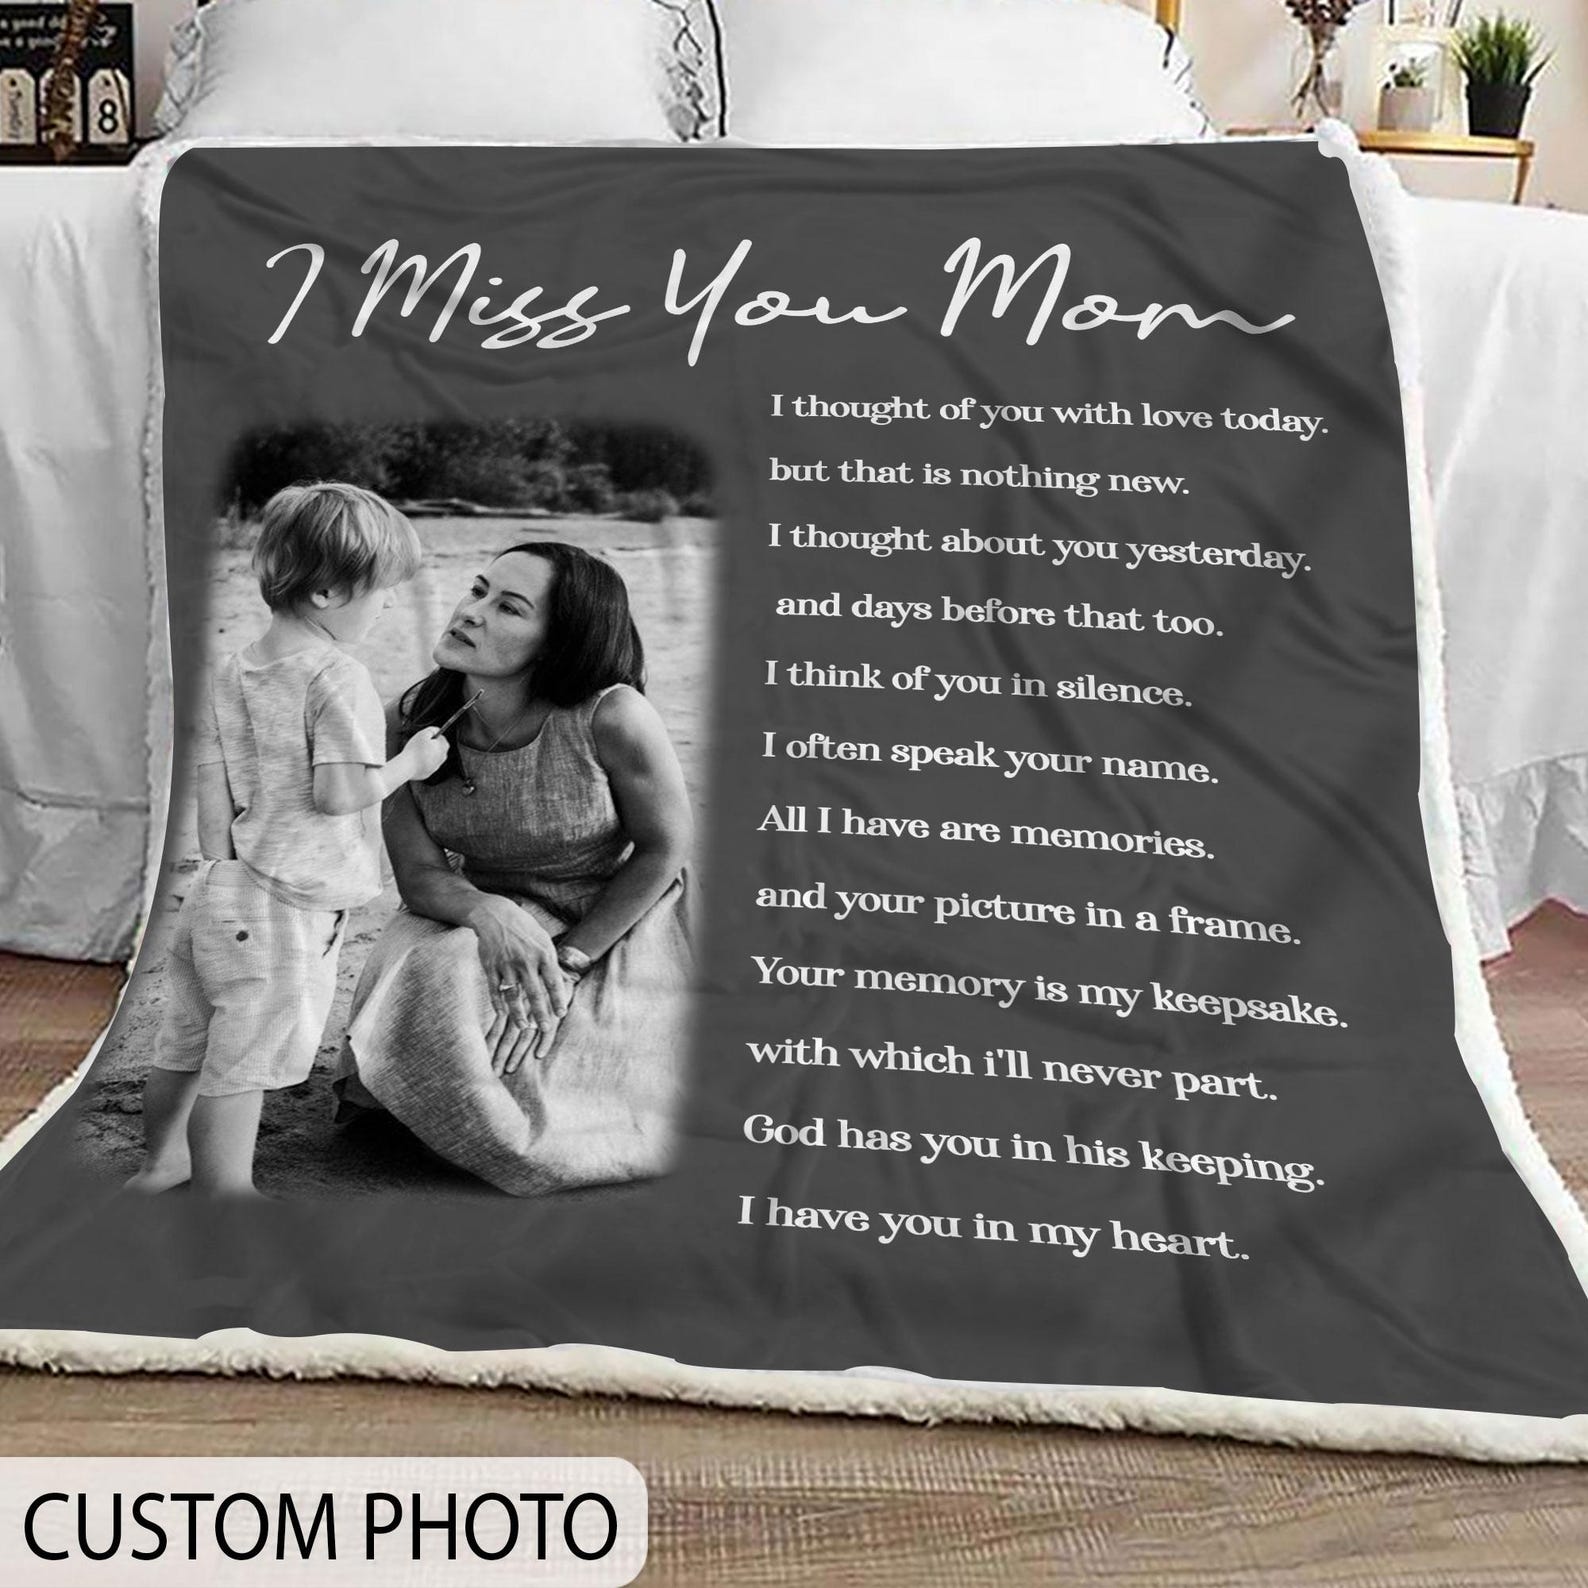 8
I Miss You Mom
I thought of you with love today.
but that is nothing new.
I thought about you yesterday.
and days before that too.
I think of you in silence.
I often speak your name.
All I have are memories.
and your picture in a frame.
Your memory is my keepsake.
with which i'll never part.
God has you in his keeping.
I have you in my heart.
CUSTOM PHOTO